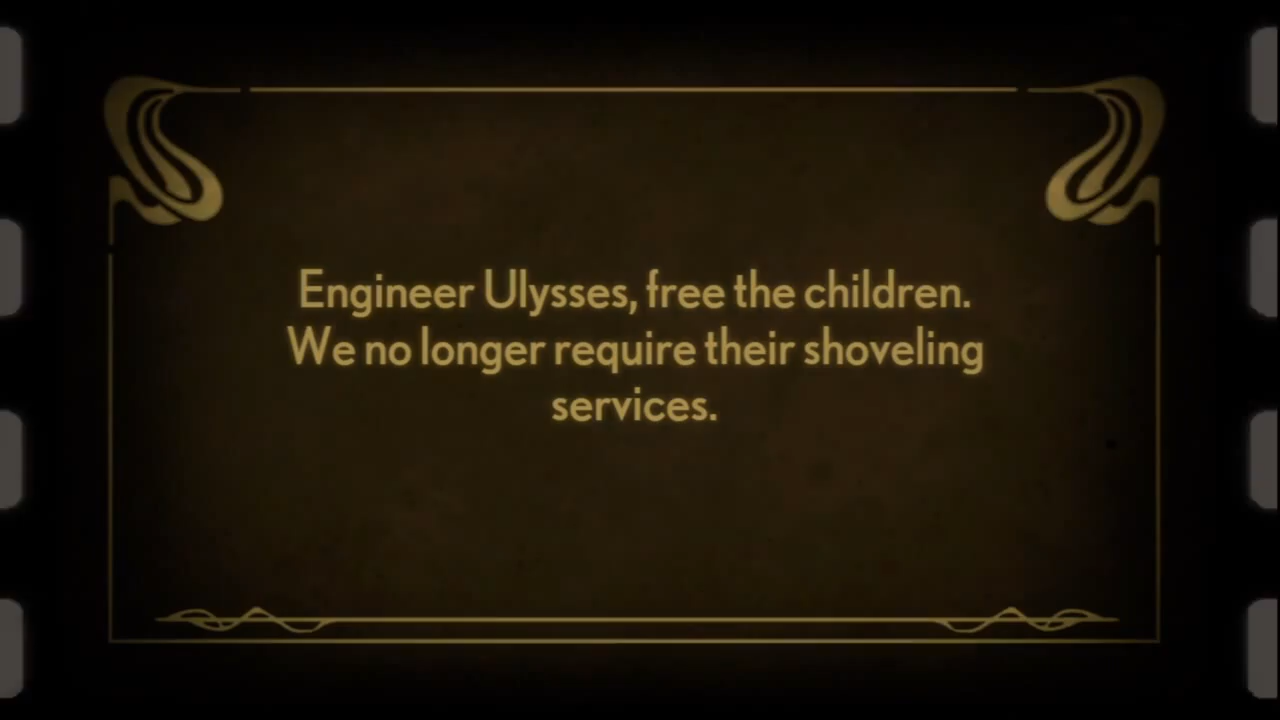 Engineer Ulysses, free the children.
We no longer require their shoveling
services.